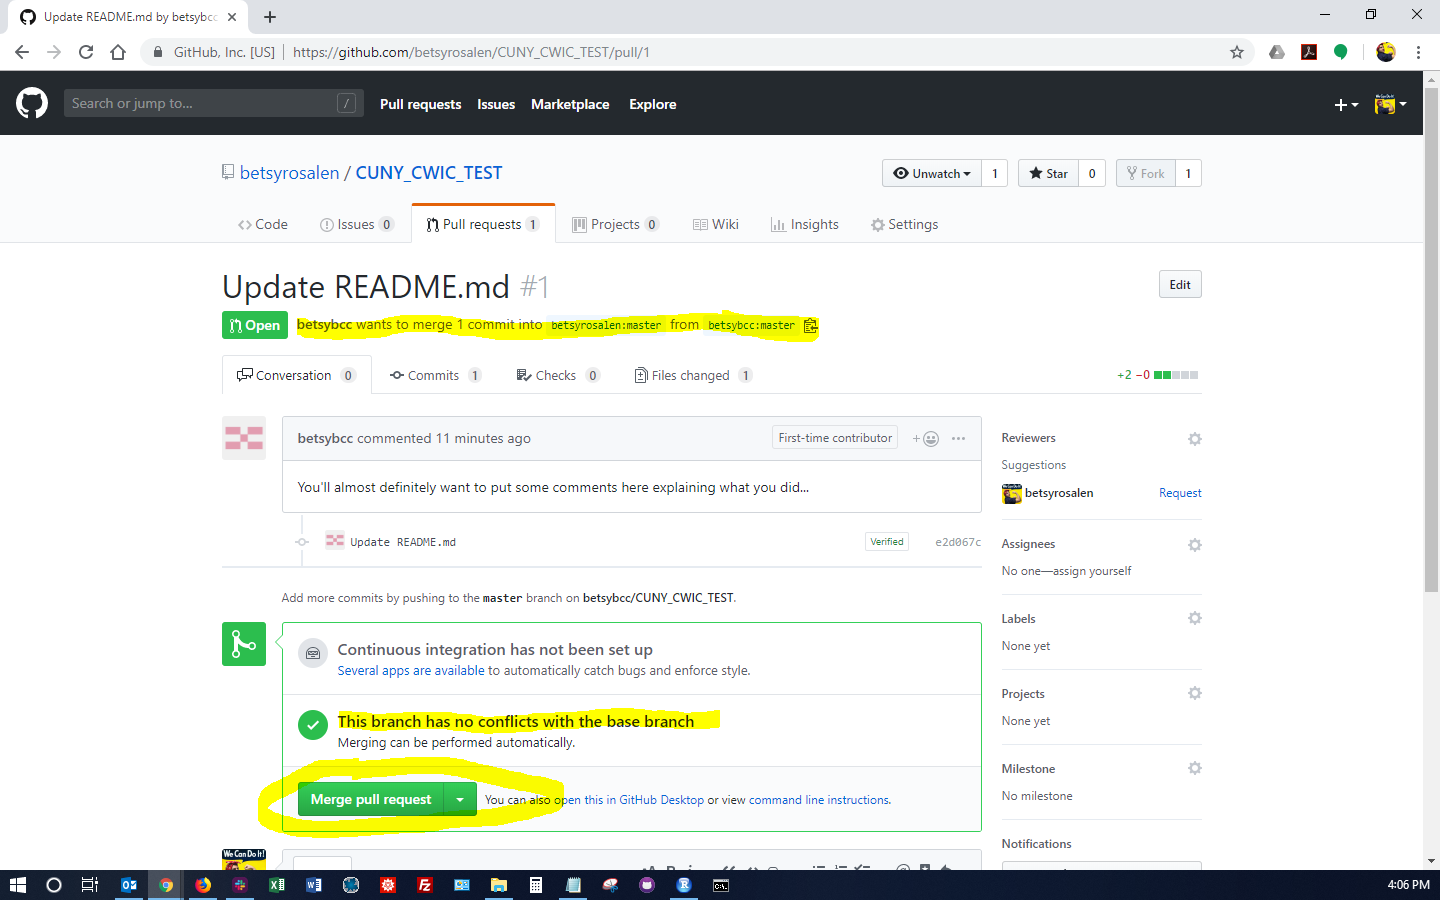 Update README.md by betsybcc
GitHub, Inc. [US]
https://github.com/betsyrosalen/CUNY_CWIC_TEST/pull/1
Search or jump to...
/
Pull requests
Issues
Marketplace
Explore
betsyrosalen / CUNY_CWIC_TEST
Unwatch 1
Star 0
Fork 1
Code
Issues 0
Pull requests 1
Projects 0
Wiki
Insights
Settings
Update README.md #1
Edit
Open
betsybcc wants to merge 1 commit into betsyrosalen:master from betsybcc:master
Conversation 0
Commits 1
Checks 0
Files changed 1
+2 −0
betsybcc commented 11 minutes ago
First-time contributor
You'll almost definitely want to put some comments here explaining what you did...
Update README.md
Verified
e2d067c
Add more commits by pushing to the master branch on betsybcc/CUNY_CWIC_TEST.
Continuous integration has not been set up
Several apps are available to automatically catch bugs and enforce style.
This branch has no conflicts with the base branch
Merging can be performed automatically.
Merge pull request
You can also open this in GitHub Desktop or view command line instructions.
Reviewers
Suggestions
betsyrosalen
Request
Assignees
No one—assign yourself
Labels
None yet
Projects
None yet
Milestone
No milestone
Notifications
We Can Do It!
4:06 PM